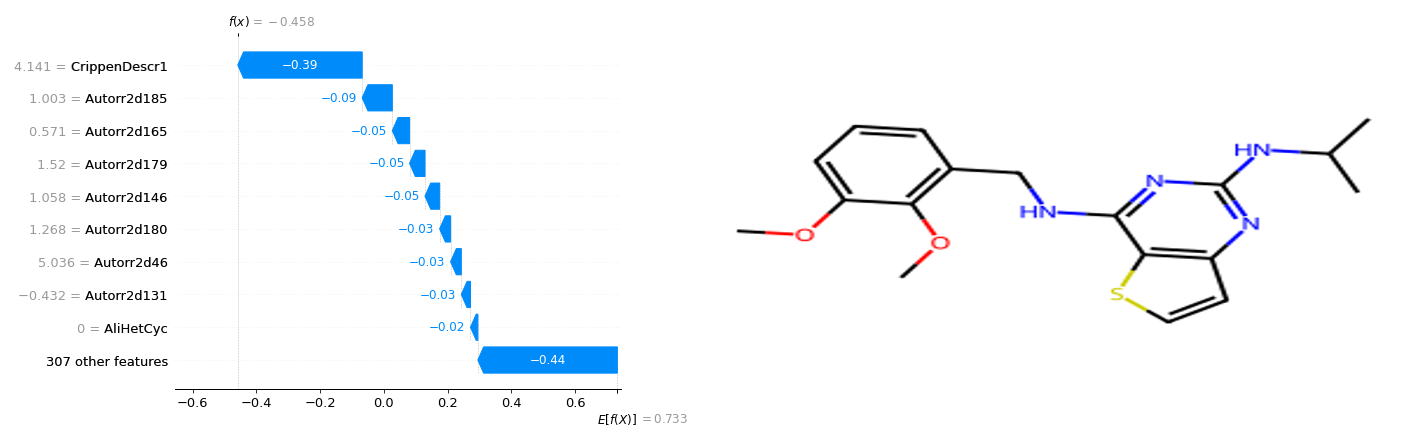 f(x) = −0.458
4.141 = CrippenDescr1
−0.39
1.003 = Autorr2d185
−0.09
0.571 = Autorr2d165
−0.05
1.52 = Autorr2d179
−0.05
1.058 = Autorr2d146
−0.05
1.268 = Autorr2d180
−0.03
5.036 = Autorr2d46
−0.03
−0.432 = Autorr2d131
−0.03
0 = AliHetCyc
−0.02
307 other features
−0.44
−0.6 −0.4 −0.2 0.0 0.2 0.4 0.6
E[f(X)] = 0.733
HN
N
HN
N
O
O
S